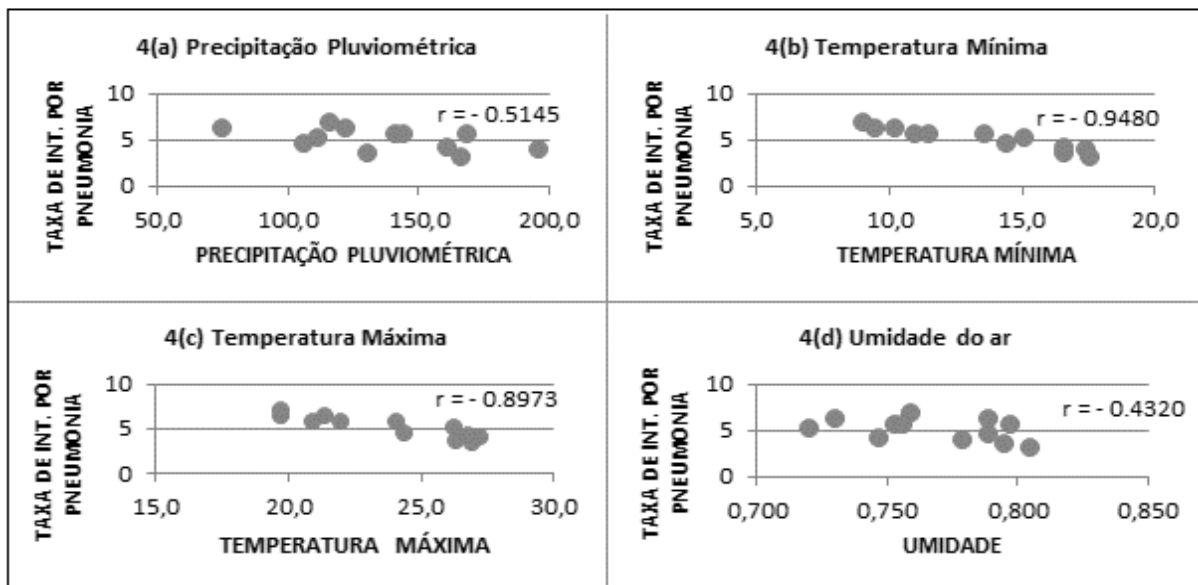 4(a) Precipitação Pluviométrica
TAXA DE INT. POR
PNEUMONIA
10
5
0
r = - 0.5145
50,0 100,0 150,0 200,0
PRECIPITAÇÃO PLUVIOMÉTRICA
4(b) Temperatura Mínima
TAXA DE INT. POR
PNEUMONIA
10
5
0
r = - 0.9480
5,0 10,0 15,0 20,0
TEMPERATURA MÍNIMA
4(c) Temperatura Máxima
TAXA DE INT. POR
PNEUMONIA
10
5
0
r = - 0.8973
15,0 20,0 25,0 30,0
TEMPERATURA MÁXIMA
4(d) Umidade do ar
TAXA DE INT. POR
PNEUMONIA
10
5
0
r = - 0.4320
0,700 0,750 0,800 0,850
UMIDADE